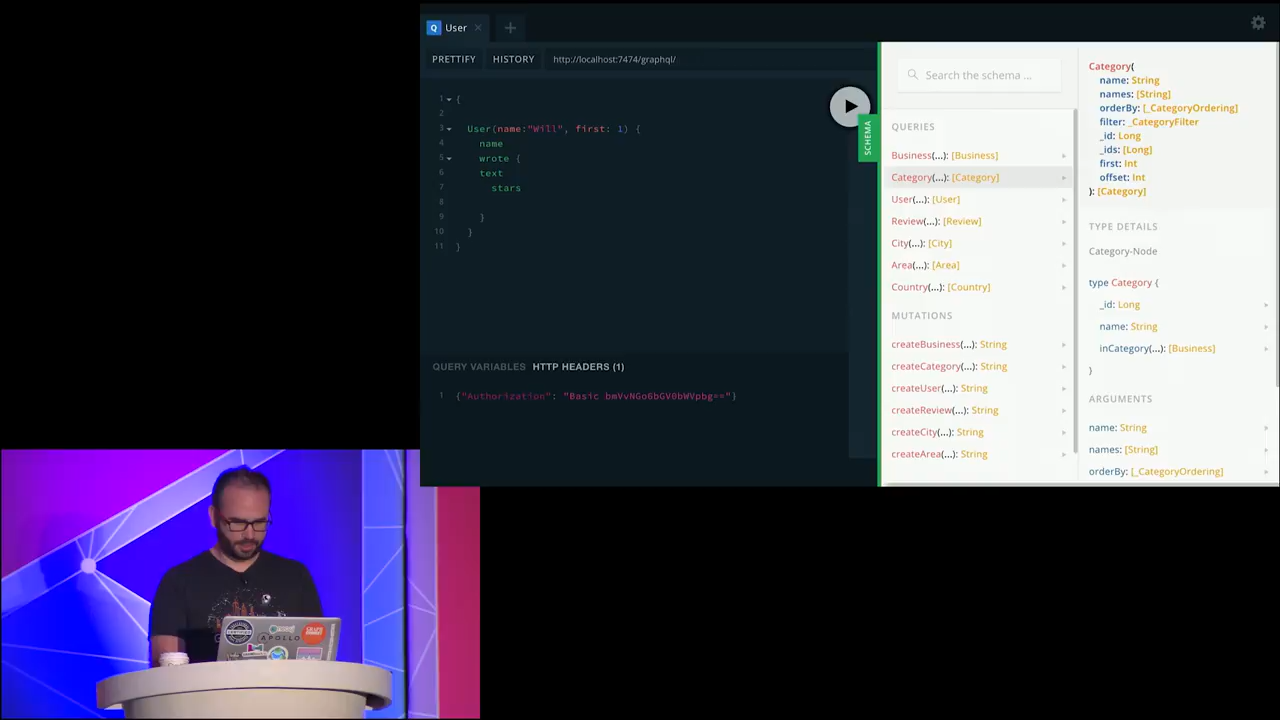 Q User ×
PRETTIFY HISTORY http://localhost:7474/graphql/
1 {
2
3 User(name:"Will", first: 1) {
4 name
5 wrote {
6 text
7 stars
8
9 }
10 }
11 }
QUERY VARIABLES HTTP HEADERS (1)
1 {"Authorization": "Basic bmVvNGo6bGV0bWVpbg=="}
SCHEMA
Search the schema ...
QUERIES
Business(...): [Business]
Category(...): [Category]
User(...): [User]
Review(...): [Review]
City(...): [City]
Area(...): [Area]
Country(...): [Country]
MUTATIONS
createBusiness(...): String
createCategory(...): String
createUser(...): String
createReview(...): String
createCity(...): String
createArea(...): String
Category(
name: String
names: [String]
orderBy: [_CategoryOrdering]
filter: _CategoryFilter
_id: Long
_ids: [Long]
first: Int
offset: Int
): [Category]
TYPE DETAILS
Category-Node
type Category {
_id: Long
name: String
inCategory(...): [Business]
}
ARGUMENTS
name: String
names: [String]
orderBy: [_CategoryOrdering]
APOLLO